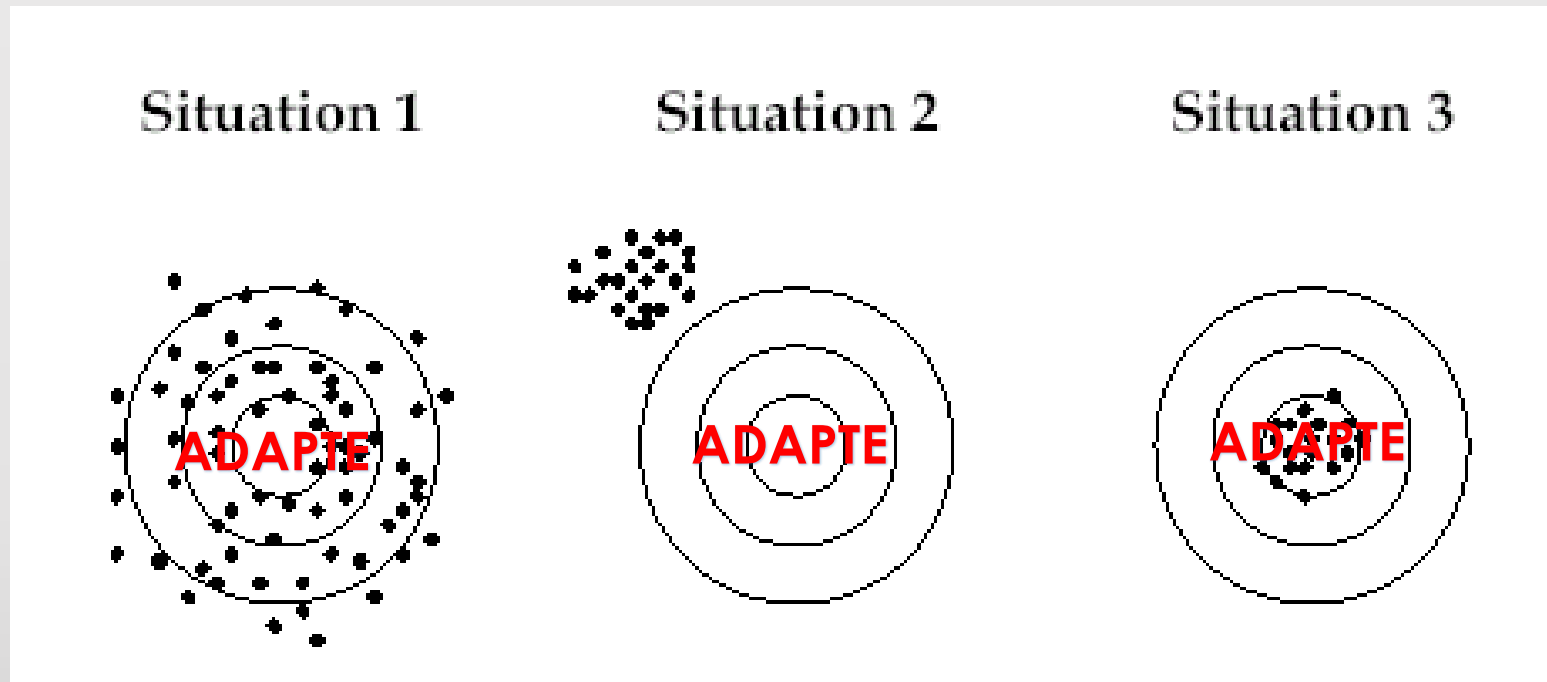 Situation 1
Situation 2
Situation 3
ADAPTE
ADAPTE
ADAPTE